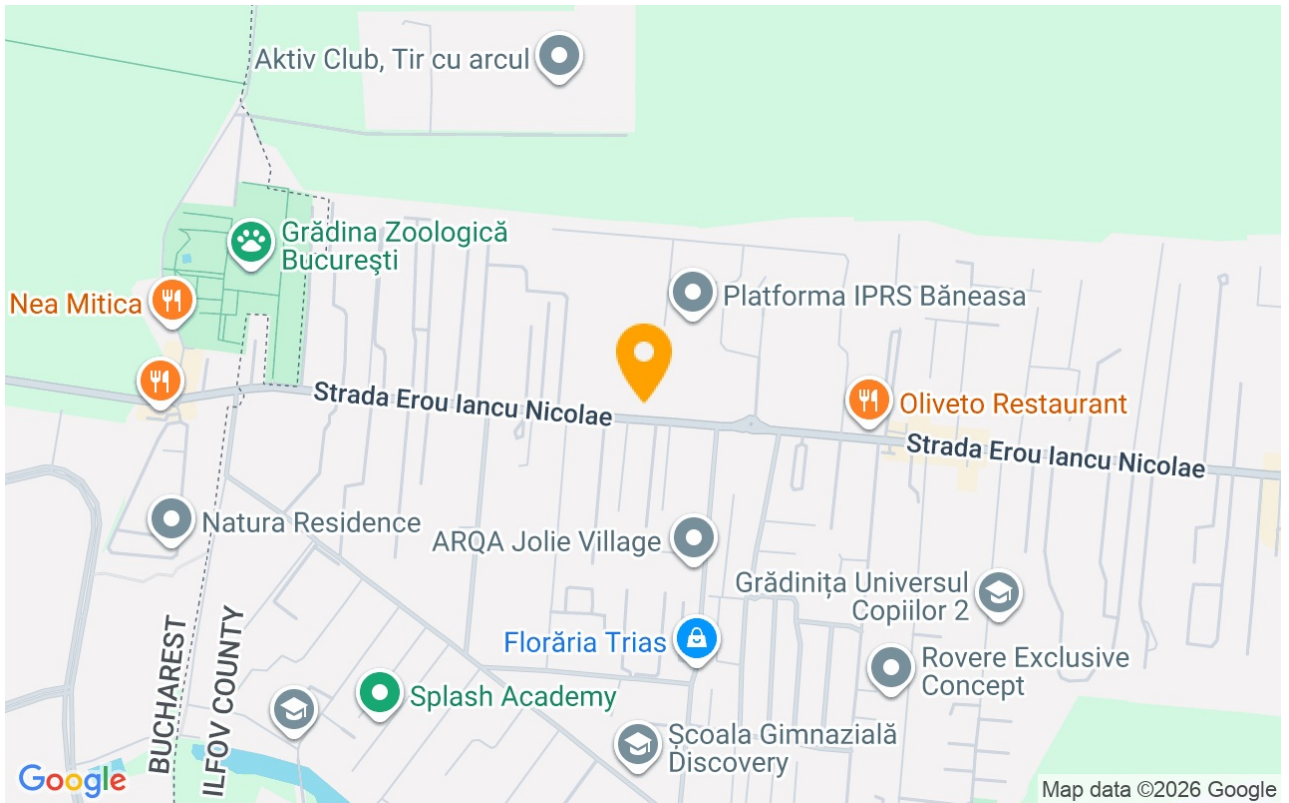 Aktiv Club, Tir cu arcul
Grădina Zoologică
București
Nea Mitica
Platforma IPRS Băneasa
Strada Erou Iancu Nicolae
Oliveto Restaurant
Strada Erou Iancu Nicolae
Natura Residence
ARQA Jolie Village
Grădinița Universul
Copiilor 2
Florăria Trias
Rovere Exclusive
Concept
BUCHAREST
ILFOV COUNTY
Splash Academy
Școala Gimnazială
Discovery
Google
Map data ©2026 Google